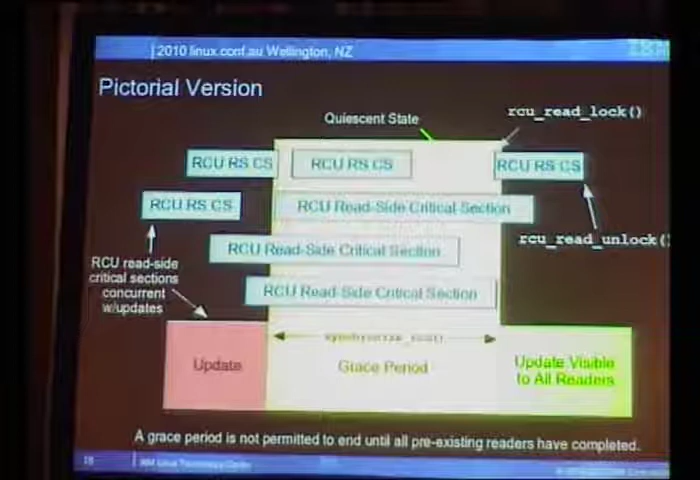 2010 linux.conf.au Wellington, NZ
IBM
Pictorial Version
Quiescent State
rcu_read_lock()
RCU RS CS
RCU RS CS
RCU RS CS
RCU RS CS
RCU Read-Side Critical Section
rcu_read_unlock(
RCU Read-Side Critical Section
RCU read-side
critical sections
concurrent
w/updates
RCU Read-Side Critical Section
Update
Grace Period
Update Visible
to All Readers
A grace period is not permitted to end until all pre-existing readers have completed.
IBM Linux Technology Center